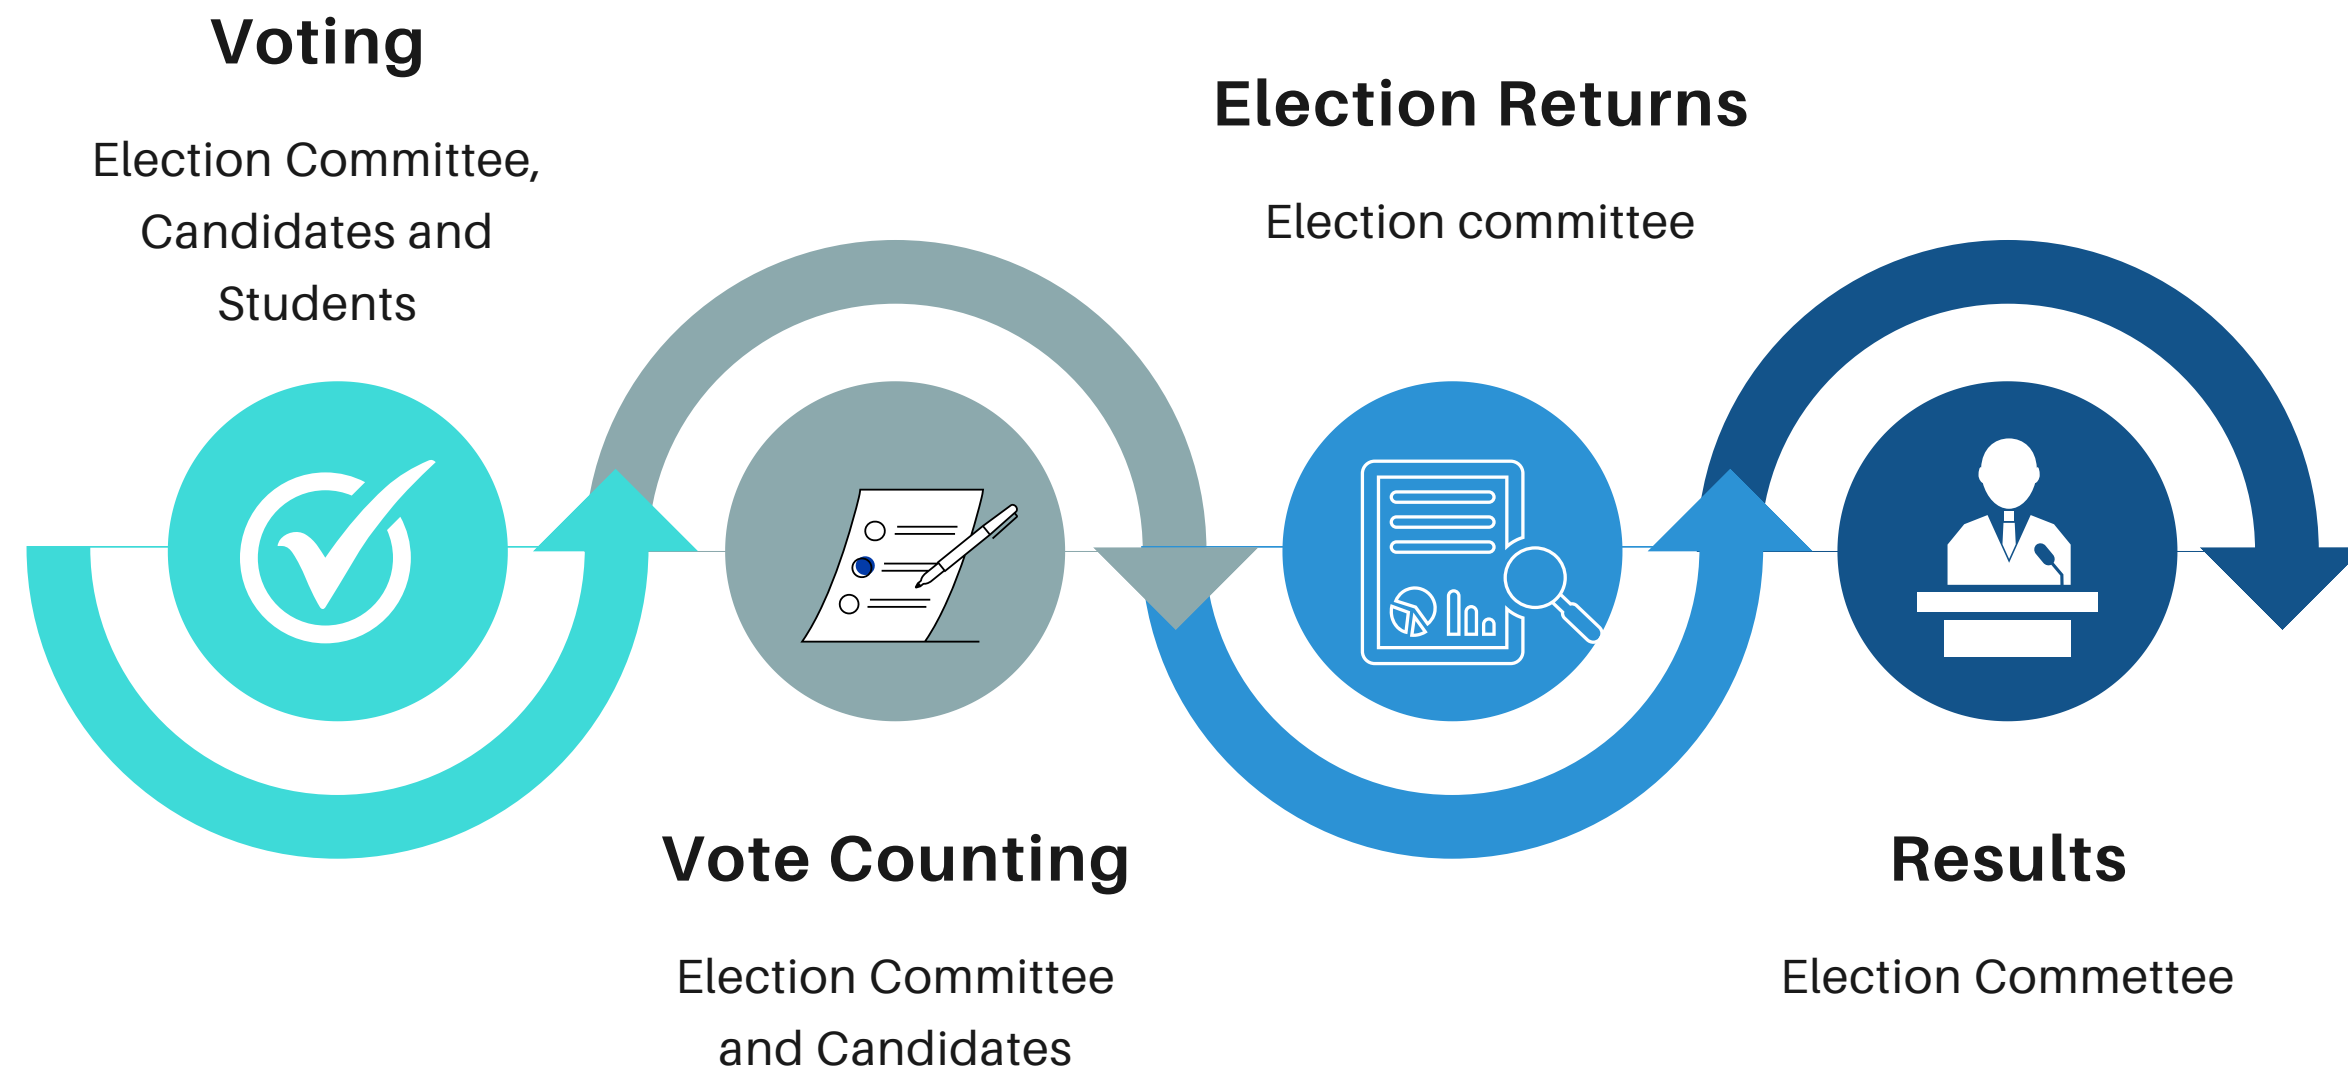 Voting
Election Committee,
Candidates and
Students
Vote Counting
Election Committee
and Candidates
Election Returns
Election committee
Results
Election Commettee